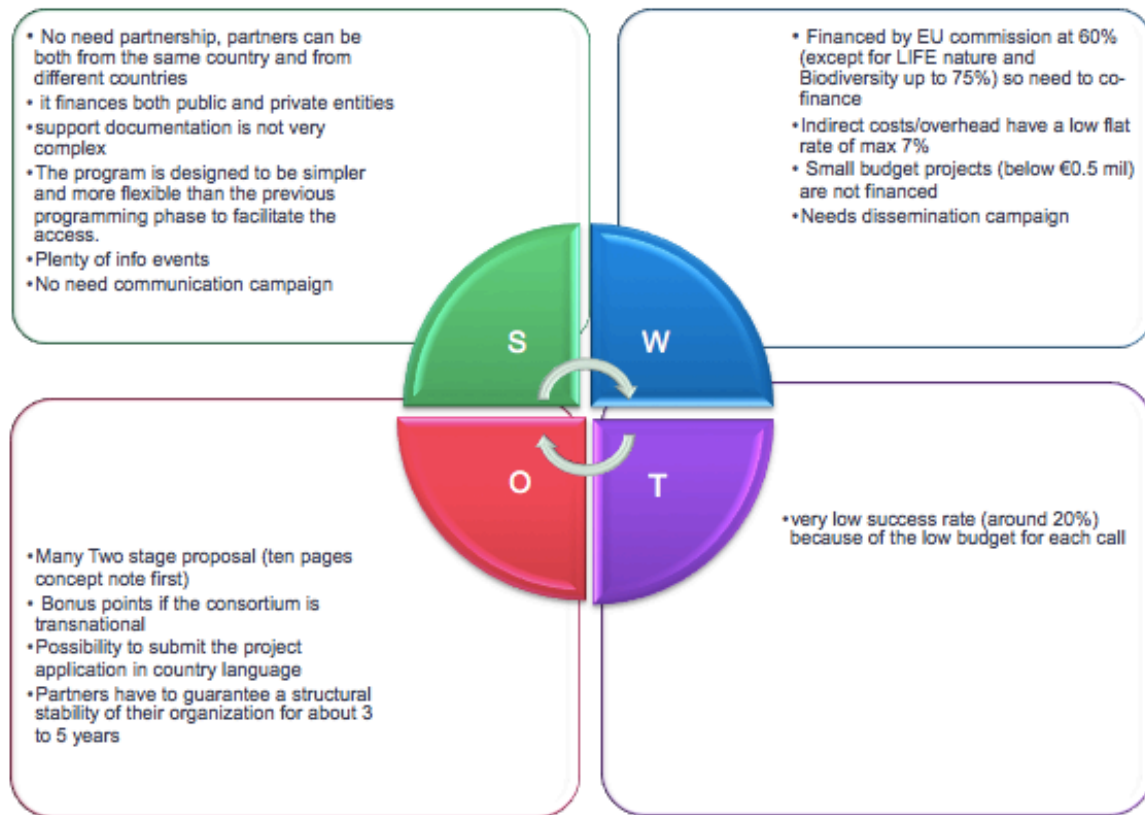 • No need partnership, partners can be
both from the same country and from
different countries
• it finances both public and private entities
•support documentation is not very
complex
•The program is designed to be simpler
and more flexible than the previous
programming phase to facilitate the
access.
•Plenty of info events
•No need communication campaign
• Financed by EU commission at 60%
(except for LIFE nature and
Biodiversity up to 75%) so need to co-
finance
•Indirect costs/overhead have a low flat
rate of max 7%
• Small budget projects (below €0.5 mil)
are not financed
•Needs dissemination campaign
S
W
O
T
•Many Two stage proposal (ten pages
concept note first)
• Bonus points if the consortium is
transnational
•Possibility to submit the project
application in country language
•Partners have to guarantee a structural
stability of their organization for about 3
to 5 years
•very low success rate (around 20%)
because of the low budget for each call